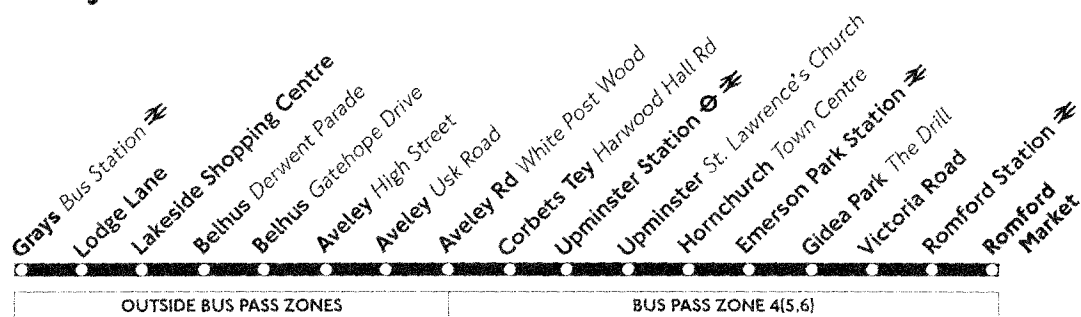 Grays Bus Station
Lodge Lane
Lakeside Shopping Centre
Belhus Derwent Parade
Belhus Gatehope Drive
Aveley High Street
Aveley Usk Road
Aveley Rd White Post Wood
Corbets Tey Harwood Hall Rd
Upminster Station
Upminster St. Lawrence's Church
Hornchurch Town Centre
Emerson Park Station
Gidea Park The Drill
Victoria Road
Romford Station
Romford
Market
OUTSIDE BUS PASS ZONES
BUS PASS ZONE 4(5,6)